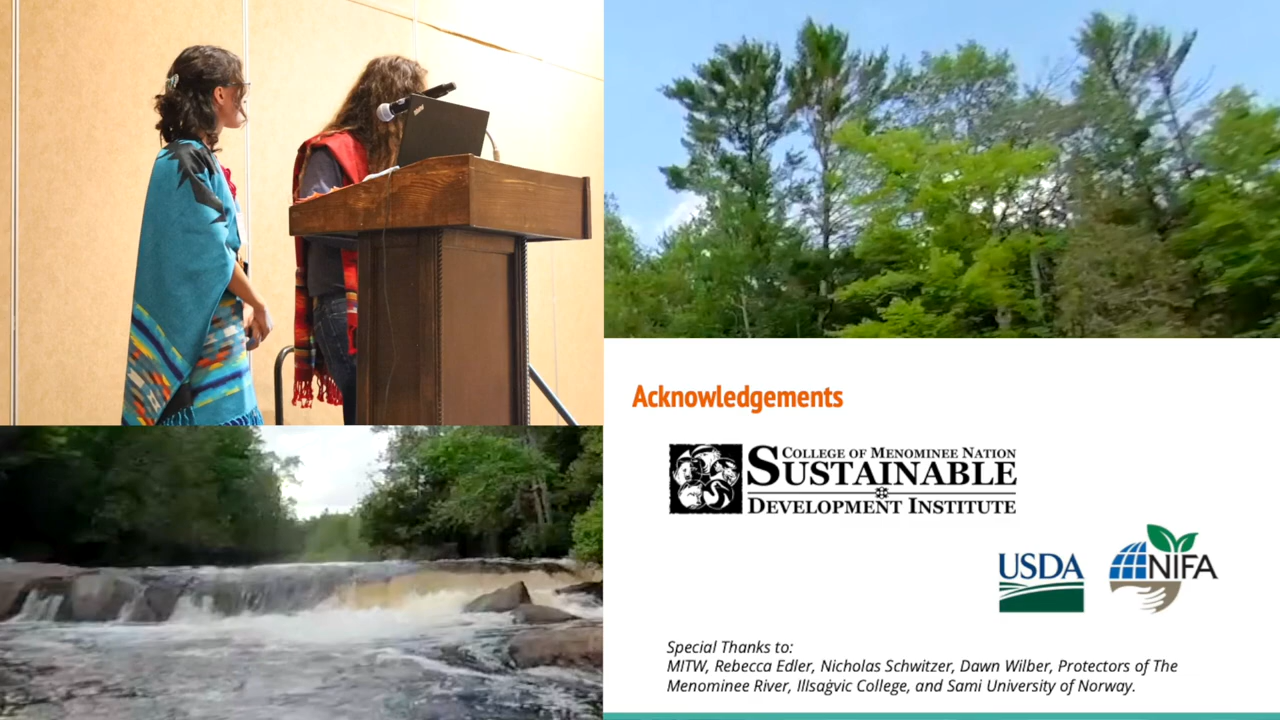 Acknowledgements
COLLEGE OF MENOMINEE NATION
SUSTAINABLE
DEVELOPMENT INSTITUTE
USDA
NIFA
Special Thanks to:
MITW, Rebecca Edler, Nicholas Schwitzer, Dawn Wilber, Protectors of The
Menominee River, Illsaġvic College, and Sami University of Norway.